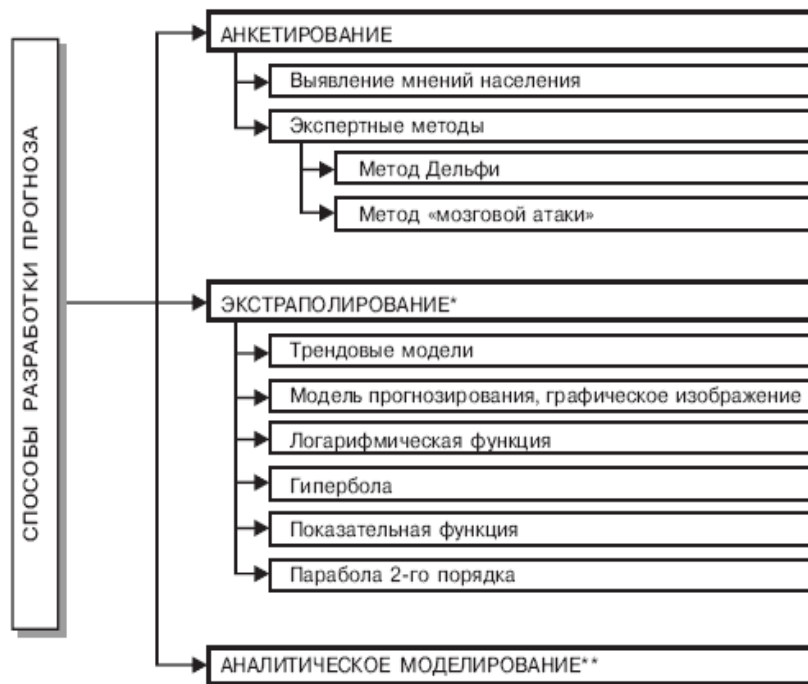 СПОСОБЫ РАЗРАБОТКИ ПРОГНОЗА
АНКЕТИРОВАНИЕ
Выявление мнений населения
Экспертные методы
Метод Дельфи
Метод «мозговой атаки»
ЭКСТРАПОЛИРОВАНИЕ*
Трендовые модели
Модель прогнозирования, графическое изображение
Логарифмическая функция
Гипербола
Показательная функция
Парабола 2-го порядка
АНАЛИТИЧЕСКОЕ МОДЕЛИРОВАНИЕ**